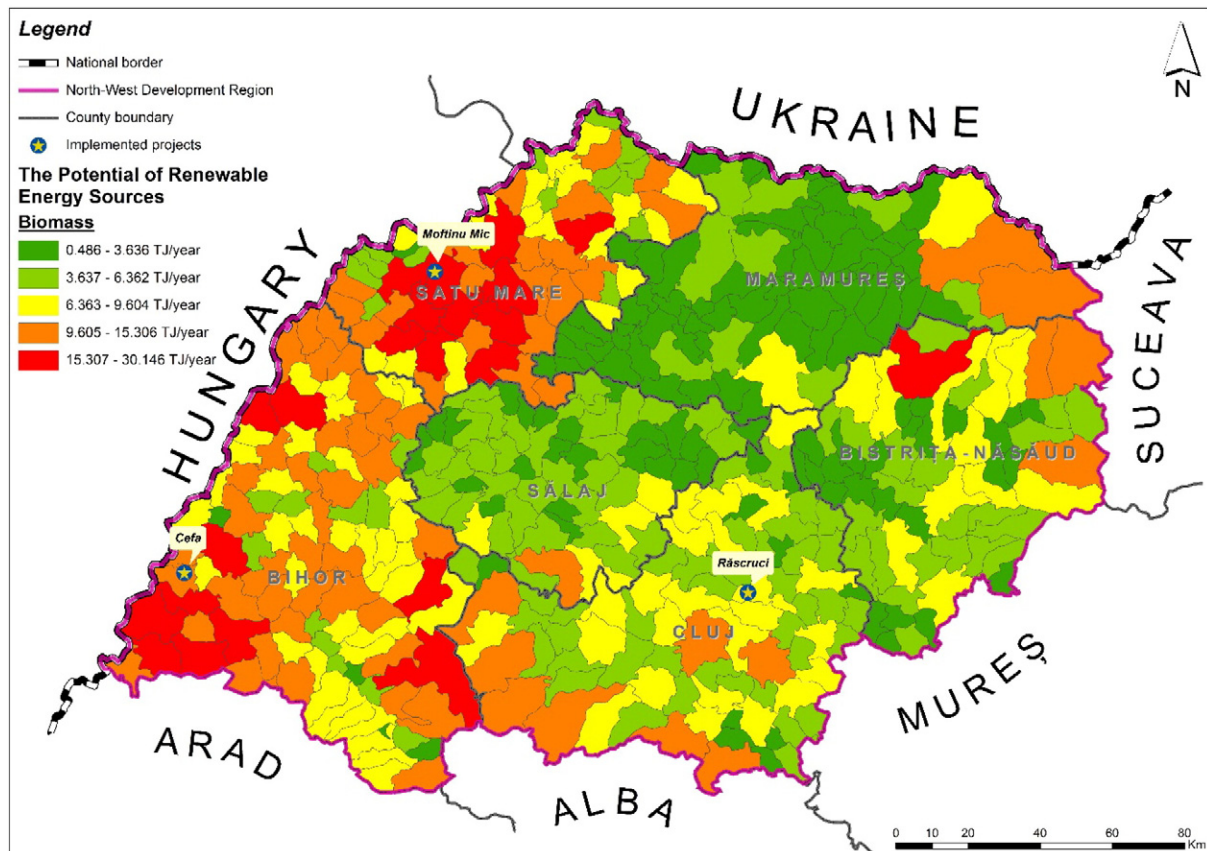 Legend
National border
North-West Development Region
County boundary
Implemented projects
The Potential of Renewable
Energy Sources
Biomass
0.486 - 3.636 TJ/year
3.637 - 6.362 TJ/year
6.363 - 9.604 TJ/year
9.605 - 15.306 TJ/year
15.307 - 30.146 TJ/year
N
UKRAINE
HUNGARY
SUCEAVA
MUREȘ
ALBA
ARAD
Moftinu Mic
SATU MARE
MARAMUREȘ
BISTRIȚA-NĂSĂUD
SĂLAJ
Cefa
BIHOR
Răscruci
CLUJ
0 10 20 40 60 80
Km